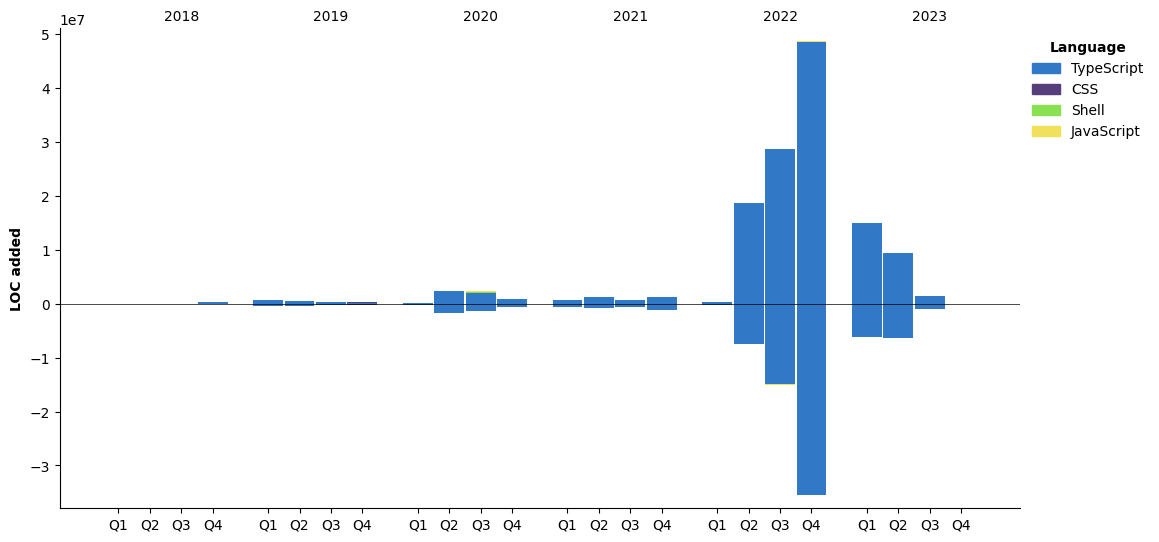 2018 2019 2020 2021 2022 2023
1e7
5
4
3
2
1
0
−1
−2
−3
LOC added
Q1 Q2 Q3 Q4 Q1 Q2 Q3 Q4 Q1 Q2 Q3 Q4 Q1 Q2 Q3 Q4 Q1 Q2 Q3 Q4 Q1 Q2 Q3 Q4
Language
TypeScript
CSS
Shell
JavaScript